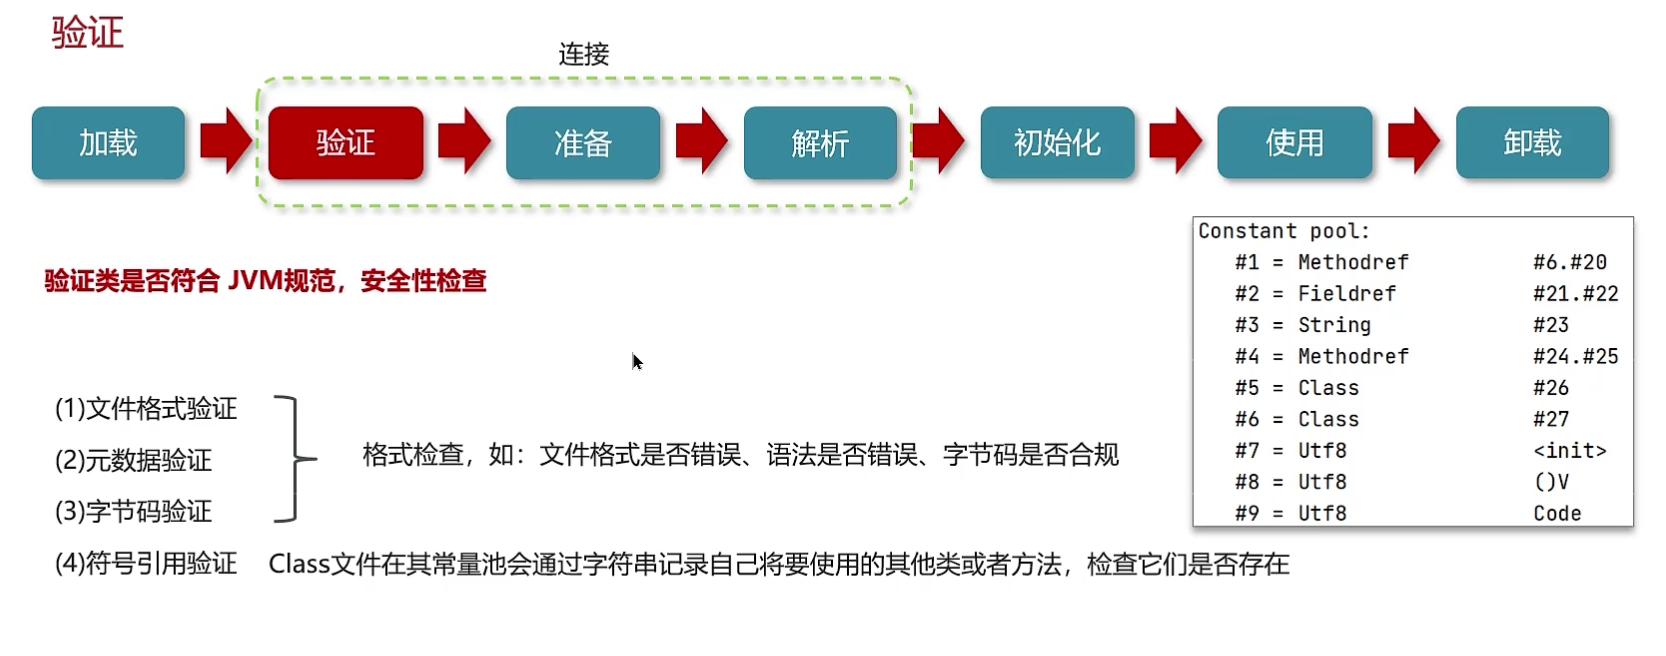 验证
连接
加载
验证
准备
解析
初始化
使用
卸载
验证类是否符合 JVM规范，安全性检查
Constant pool:
#1 = Methodref #6.#20
#2 = Fieldref #21.#22
#3 = String #23
#4 = Methodref #24.#25
#5 = Class #26
#6 = Class #27
#7 = Utf8 <init>
#8 = Utf8 ()V
#9 = Utf8 Code
(1)文件格式验证
(2)元数据验证
(3)字节码验证
格式检查，如：文件格式是否错误、语法是否错误、字节码是否合规
(4)符号引用验证 Class文件在其常量池会通过字符串记录自己将要使用的其他类或者方法，检查它们是否存在